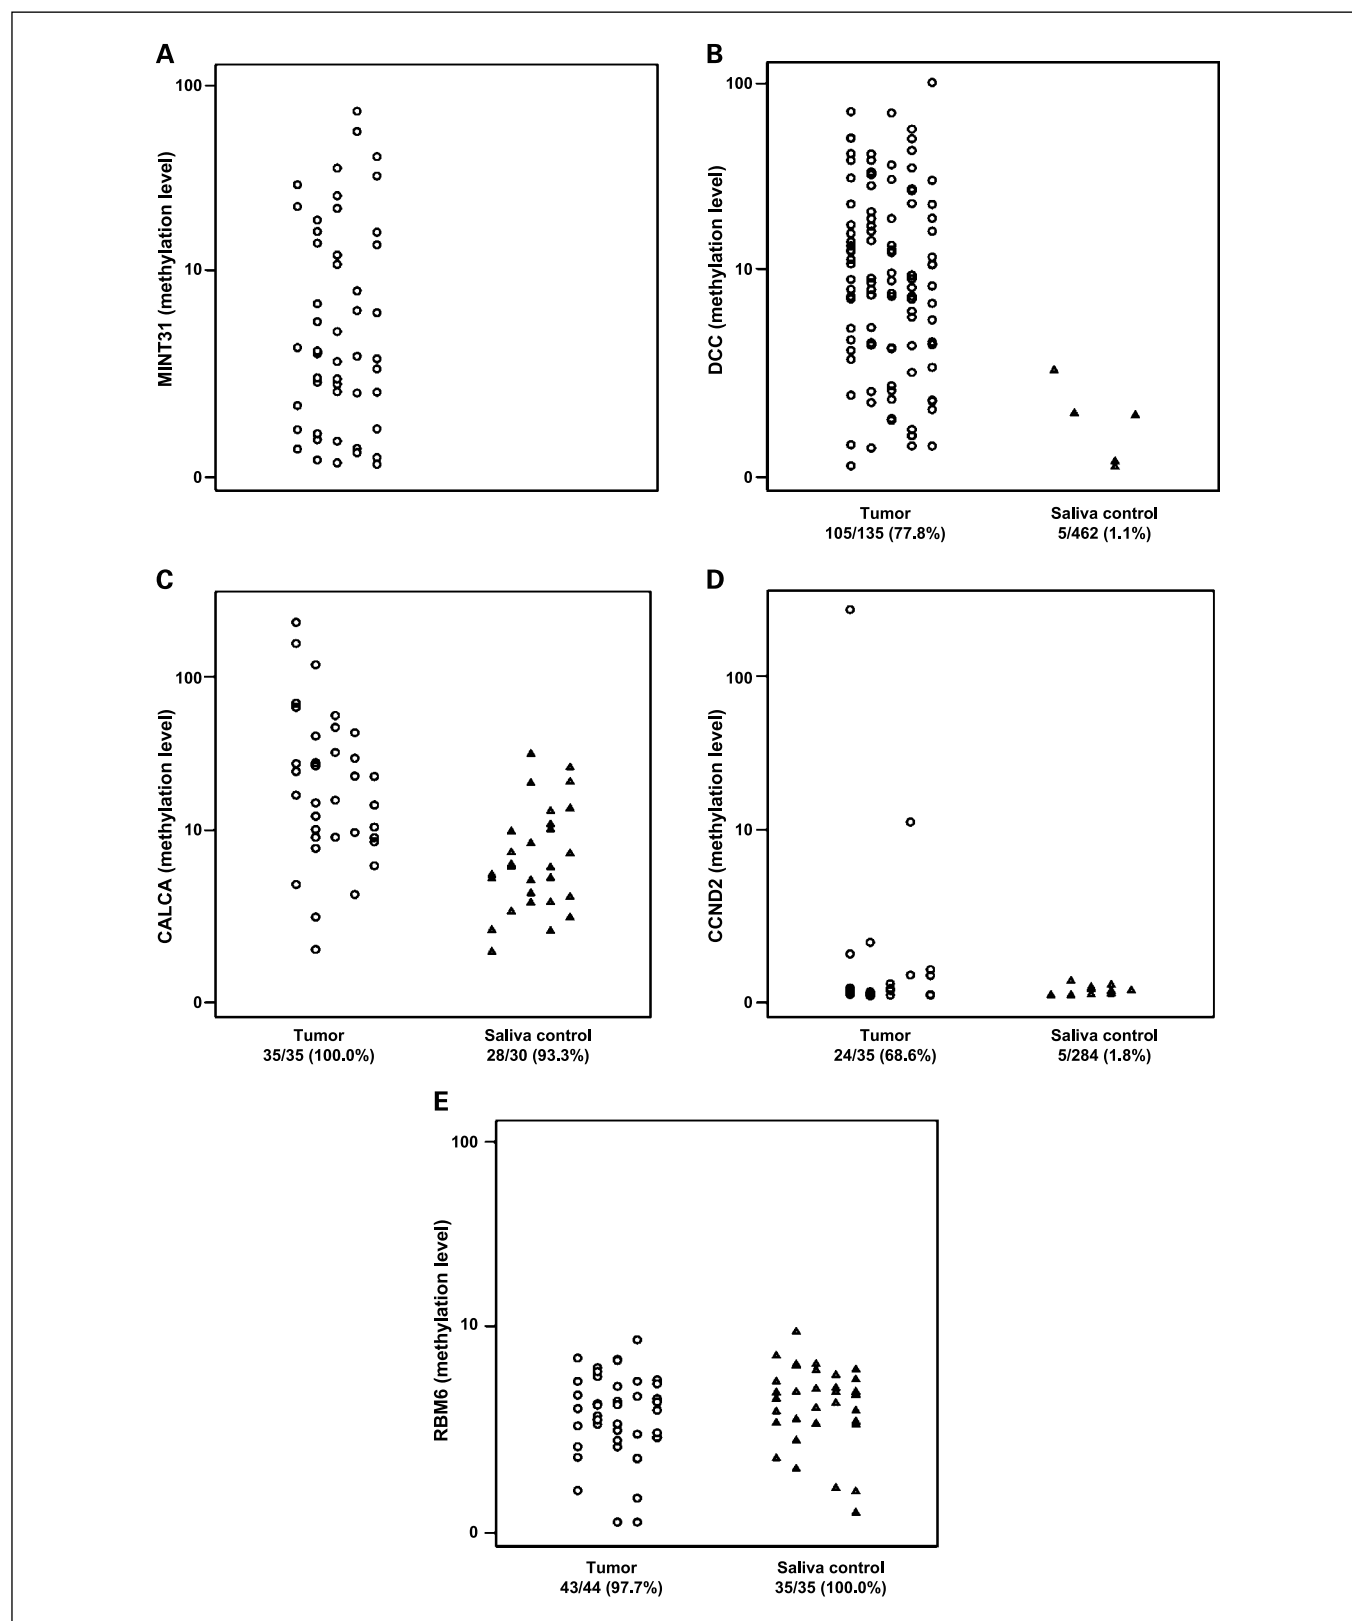 A
100
10
0
MINT31 (methylation level)
B
100
10
0
DCC (methylation level)
Tumor
105/135 (77.8%)
Saliva control
5/462 (1.1%)
C
100
10
0
CALCA (methylation level)
Tumor
35/35 (100.0%)
Saliva control
28/30 (93.3%)
D
100
10
0
CCND2 (methylation level)
Tumor
24/35 (68.6%)
Saliva control
5/284 (1.8%)
E
100
10
0
RBM6 (methylation level)
Tumor
43/44 (97.7%)
Saliva control
35/35 (100.0%)